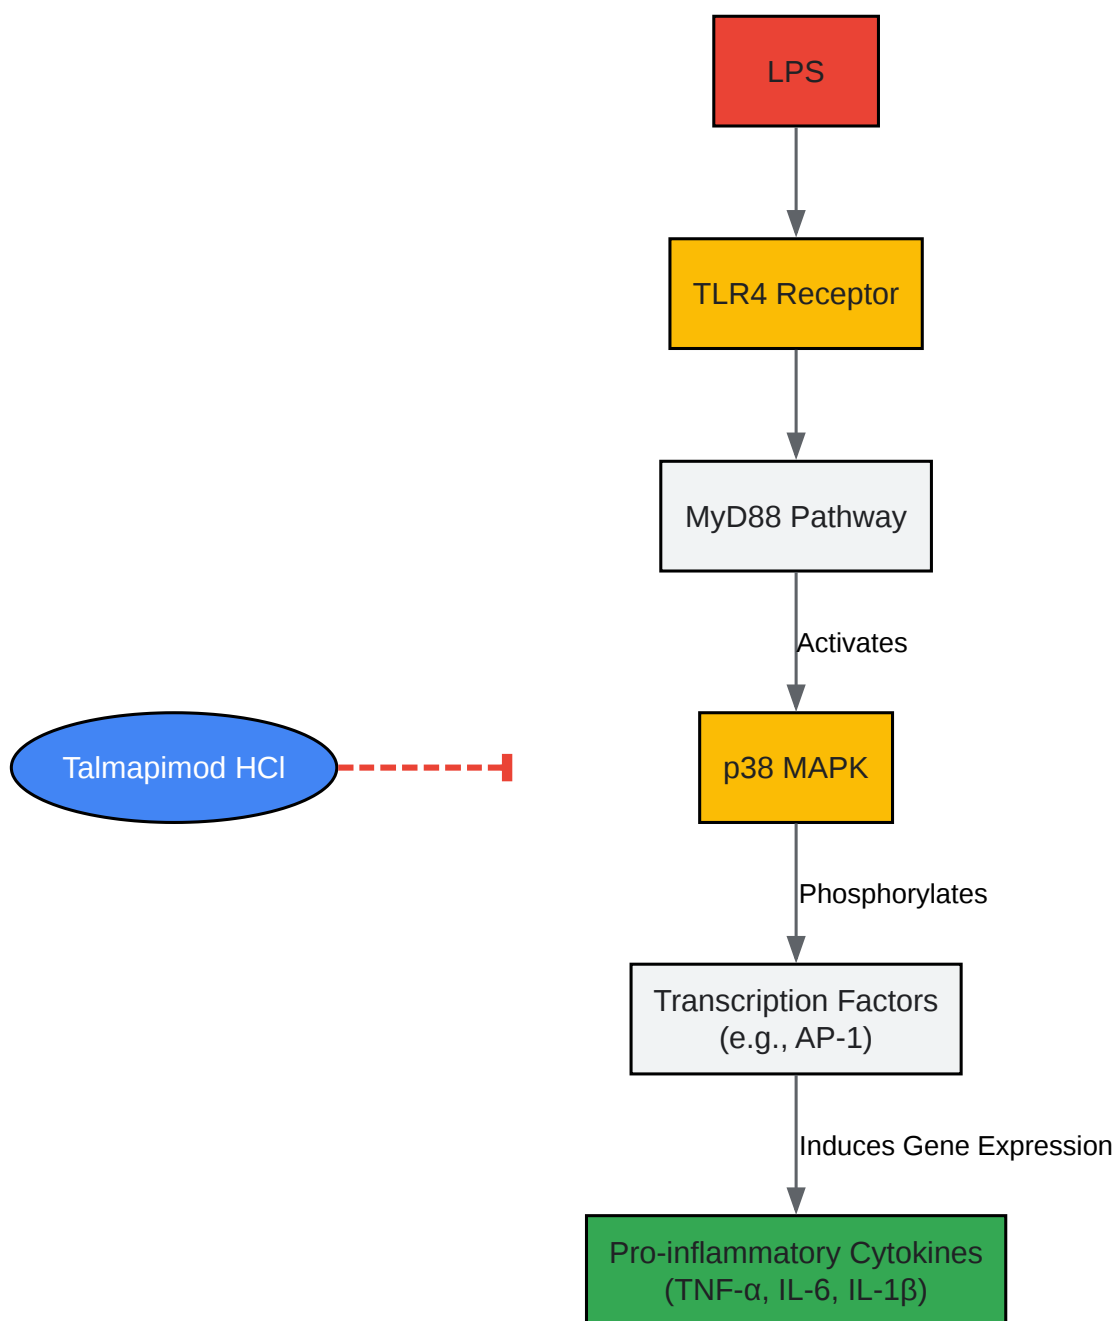 LPS
TLR4 Receptor
MyD88 Pathway
Activates
Talmapimod HCl
p38 MAPK
Phosphorylates
Transcription Factors
(e.g., AP-1)
Induces Gene Expression
Pro-inflammatory Cytokines
(TNF-α, IL-6, IL-1β)